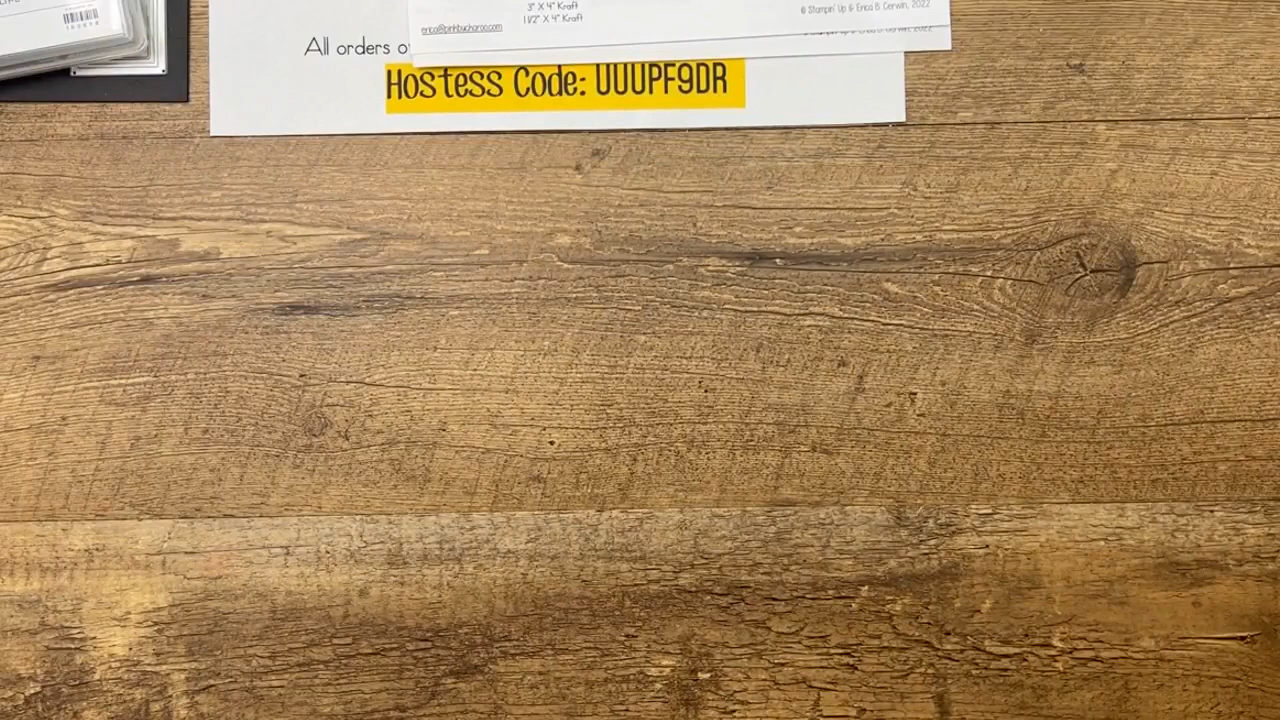 3" X 4" Kraft
1 1/2" X 4" Kraft
© Stampin' Up & Erica B. Cerwin, 2022
erica@pinkbuckaroo.com
All orders
Hostess Code: UUUPF9DR